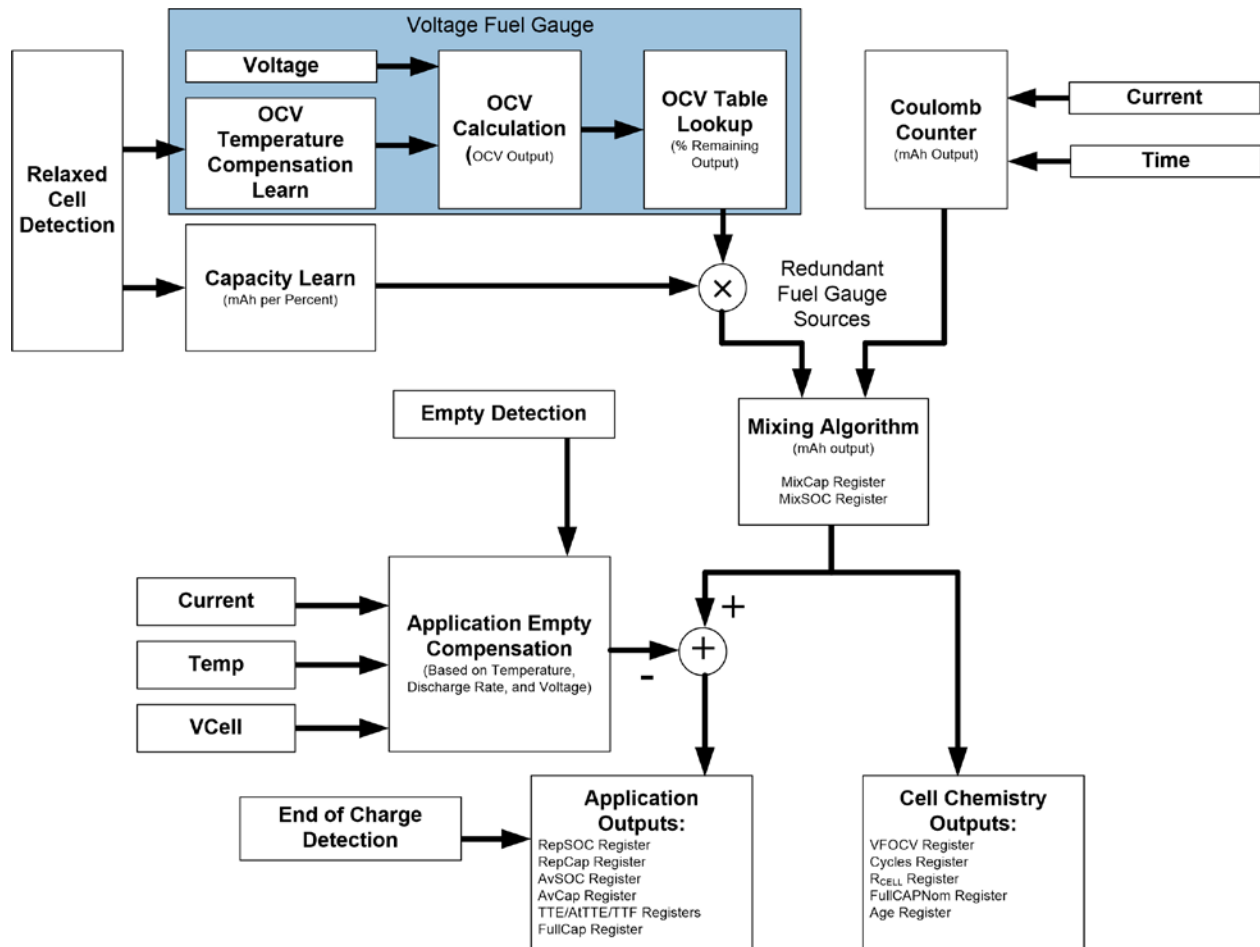 Voltage Fuel Gauge
Voltage
OCV
Temperature
Compensation
Learn
OCV
Calculation
(OCV Output)
OCV Table
Lookup
(% Remaining
Output)
Coulomb
Counter
(mAh Output)
Current
Time
Relaxed
Cell
Detection
Capacity Learn
(mAh per Percent)
×
Redundant
Fuel Gauge
Sources
Empty Detection
Mixing Algorithm
(mAh output)
MixCap Register
MixSOC Register
Current
Temp
VCell
Application Empty
Compensation
(Based on Temperature,
Discharge Rate, and Voltage)
+
+
-
End of Charge
Detection
Application
Outputs:
RepSOC Register
RepCap Register
AvSOC Register
AvCap Register
TTE/AtTTE/TTF Registers
FullCap Register
Cell Chemistry
Outputs:
VFOCV Register
Cycles Register
RCELL Register
FullCAPNom Register
Age Register